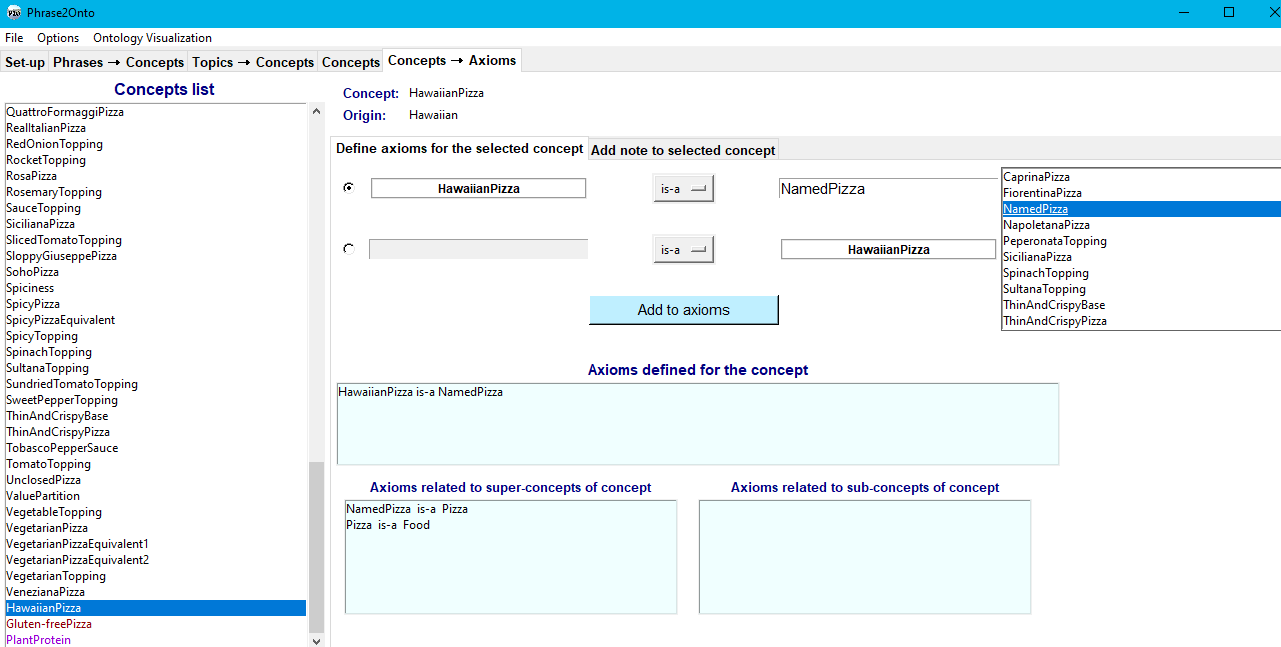 Phrase2Onto
File Options Ontology Visualization
Set-up Phrases → Concepts Topics → Concepts Concepts Concepts → Axioms
Concepts list
QuattroFormaggiPizza
RealItalianPizza
RedOnionTopping
RocketTopping
RosaPizza
RosemaryTopping
SauceTopping
SicilianaPizza
SlicedTomatoTopping
SloppyGiuseppePizza
SohoPizza
Spiciness
SpicyPizza
SpicyPizzaEquivalent
SpicyTopping
SpinachTopping
SultanaTopping
SundriedTomatoTopping
SweetPepperTopping
ThinAndCrispyBase
ThinAndCrispyPizza
TobascoPepperSauce
TomatoTopping
UnclosedPizza
ValuePartition
VegetableTopping
VegetarianPizza
VegetarianPizzaEquivalent1
VegetarianPizzaEquivalent2
VegetarianTopping
VenezianaPizza
HawaiianPizza
Gluten-freePizza
PlantProtein
Concept: HawaiianPizza
Origin: Hawaiian
Define axioms for the selected concept Add note to selected concept
HawaiianPizza is-a NamedPizza
is-a HawaiianPizza
CaprinaPizza
FiorentinaPizza
NamedPizza
NapoletanaPizza
PeperonataTopping
SicilianaPizza
SpinachTopping
SultanaTopping
ThinAndCrispyBase
ThinAndCrispyPizza
Add to axioms
Axioms defined for the concept
HawaiianPizza is-a NamedPizza
Axioms related to super-concepts of concept
NamedPizza is-a Pizza
Pizza is-a Food
Axioms related to sub-concepts of concept